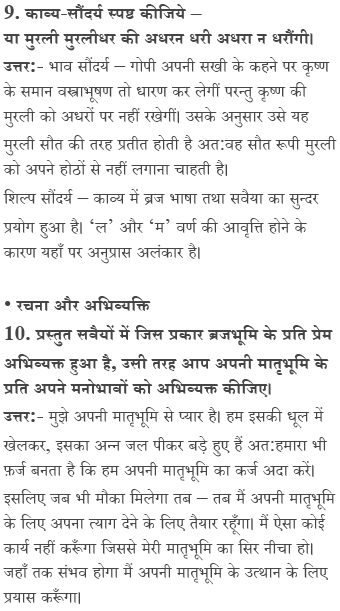 9. काव्य-सौंदर्य स्पष्ट कीजिये –
या मुरली मुरलीधर की अधरन धरी अधरा न धरौंगी।
उत्तर:- भाव सौंदर्य – गोपी अपनी सखी के कहने पर कृष्ण
के समान वस्त्राभूषण तो धारण कर लेगीं परन्तु कृष्ण की
मुरली को अधरों पर नहीं रखेगीं। उसके अनुसार उसे यह
मुरली सौत की तरह प्रतीत होती है अत:वह सौत रूपी मुरली
को अपने होठों से नहीं लगाना चाहती है।
शिल्प सौंदर्य – काव्य में ब्रज भाषा तथा सवैया का सुन्दर
प्रयोग हुआ है। ‘ल’ और ‘म’ वर्ण की आवृत्ति होने के
कारण यहाँ पर अनुप्रास अलंकार है।
• रचना और अभिव्यक्ति
10. प्रस्तुत सवैयों में जिस प्रकार ब्रजभूमि के प्रति प्रेम
अभिव्यक्त हुआ है, उसी तरह आप अपनी मातृभूमि के
प्रति अपने मनोभावों को अभिव्यक्त कीजिए।
उत्तर:- मुझे अपनी मातृभूमि से प्यार है। हम इसकी धूल में
खेलकर, इसका अन्न जल पीकर बड़े हुए हैं अत:हमारा भी
फ़र्ज बनता है कि हम अपनी मातृभूमि का कर्ज अदा करें।
इसलिए जब भी मौका मिलेगा तब – तब मैं अपनी मातृभूमि
के लिए अपना त्याग देने के लिए तैयार रहूँगा। मैं ऐसा कोई
कार्य नहीं करूँगा जिससे मेरी मातृभूमि का सिर नीचा हो।
जहाँ तक संभव होगा मैं अपनी मातृभूमि के उत्थान के लिए
प्रयास करूँगा।